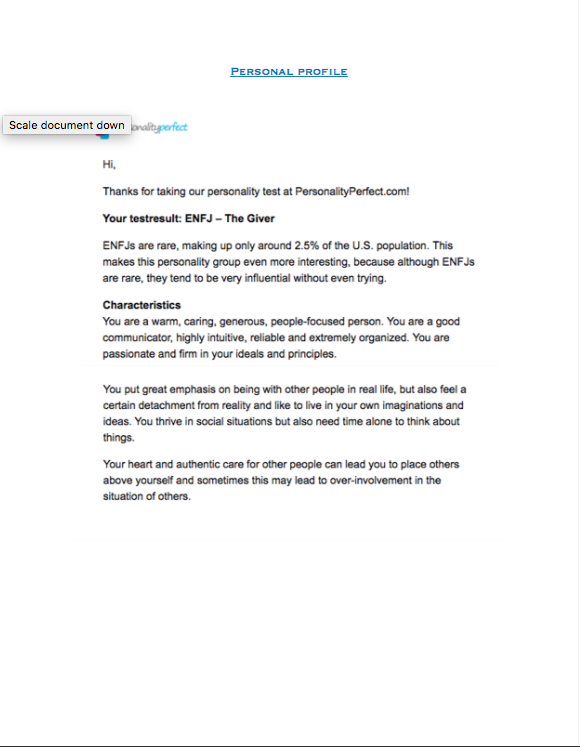 Personal profile
Scale document down
onalityperfect
Hi,
Thanks for taking our personality test at PersonalityPerfect.com!
Your testresult: ENFJ – The Giver
ENFJs are rare, making up only around 2.5% of the U.S. population. This
makes this personality group even more interesting, because although ENFJs
are rare, they tend to be very influential without even trying.
Characteristics
You are a warm, caring, generous, people-focused person. You are a good
communicator, highly intuitive, reliable and extremely organized. You are
passionate and firm in your ideals and principles.
You put great emphasis on being with other people in real life, but also feel a
certain detachment from reality and like to live in your own imaginations and
ideas. You thrive in social situations but also need time alone to think about
things.
Your heart and authentic care for other people can lead you to place others
above yourself and sometimes this may lead to over-involvement in the
situation of others.